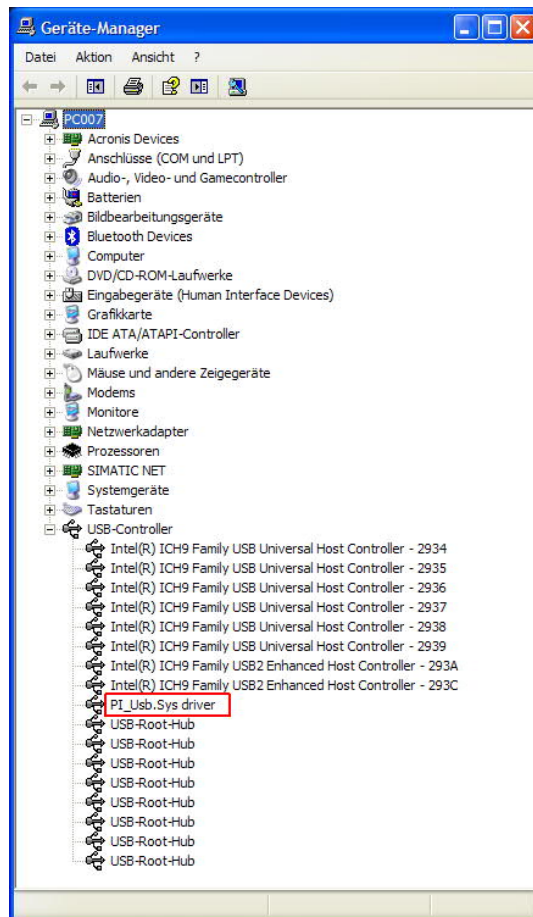 Geräte-Manager
Datei Aktion Ansicht ?
PC007
Acronis Devices
Anschlüsse (COM und LPT)
Audio-, Video- und Gamecontroller
Batterien
Bildbearbeitungsgeräte
Bluetooth Devices
Computer
DVD/CD-ROM-Laufwerke
Eingabegeräte (Human Interface Devices)
Grafikkarte
IDE ATA/ATAPI-Controller
Laufwerke
Mäuse und andere Zeigegeräte
Modems
Monitore
Netzwerkadapter
Prozessoren
SIMATIC NET
Systemgeräte
Tastaturen
USB-Controller
Intel(R) ICH9 Family USB Universal Host Controller - 2934
Intel(R) ICH9 Family USB Universal Host Controller - 2935
Intel(R) ICH9 Family USB Universal Host Controller - 2936
Intel(R) ICH9 Family USB Universal Host Controller - 2937
Intel(R) ICH9 Family USB Universal Host Controller - 2938
Intel(R) ICH9 Family USB Universal Host Controller - 2939
Intel(R) ICH9 Family USB2 Enhanced Host Controller - 293A
Intel(R) ICH9 Family USB2 Enhanced Host Controller - 293C
PI_Usb.Sys driver
USB-Root-Hub
USB-Root-Hub
USB-Root-Hub
USB-Root-Hub
USB-Root-Hub
USB-Root-Hub
USB-Root-Hub
USB-Root-Hub